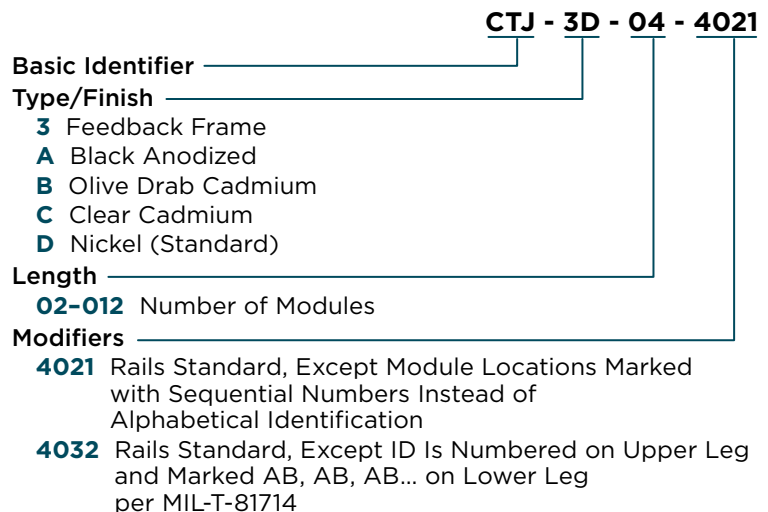 CTJ - 3D - 04 - 4021
Basic Identifier
Type/Finish
3 Feedback Frame
A Black Anodized
B Olive Drab Cadmium
C Clear Cadmium
D Nickel (Standard)
Length
02–012 Number of Modules
Modifiers
4021 Rails Standard, Except Module Locations Marked
with Sequential Numbers Instead of
Alphabetical Identification
4032 Rails Standard, Except ID Is Numbered on Upper Leg
and Marked AB, AB, AB... on Lower Leg
per MIL-T-81714